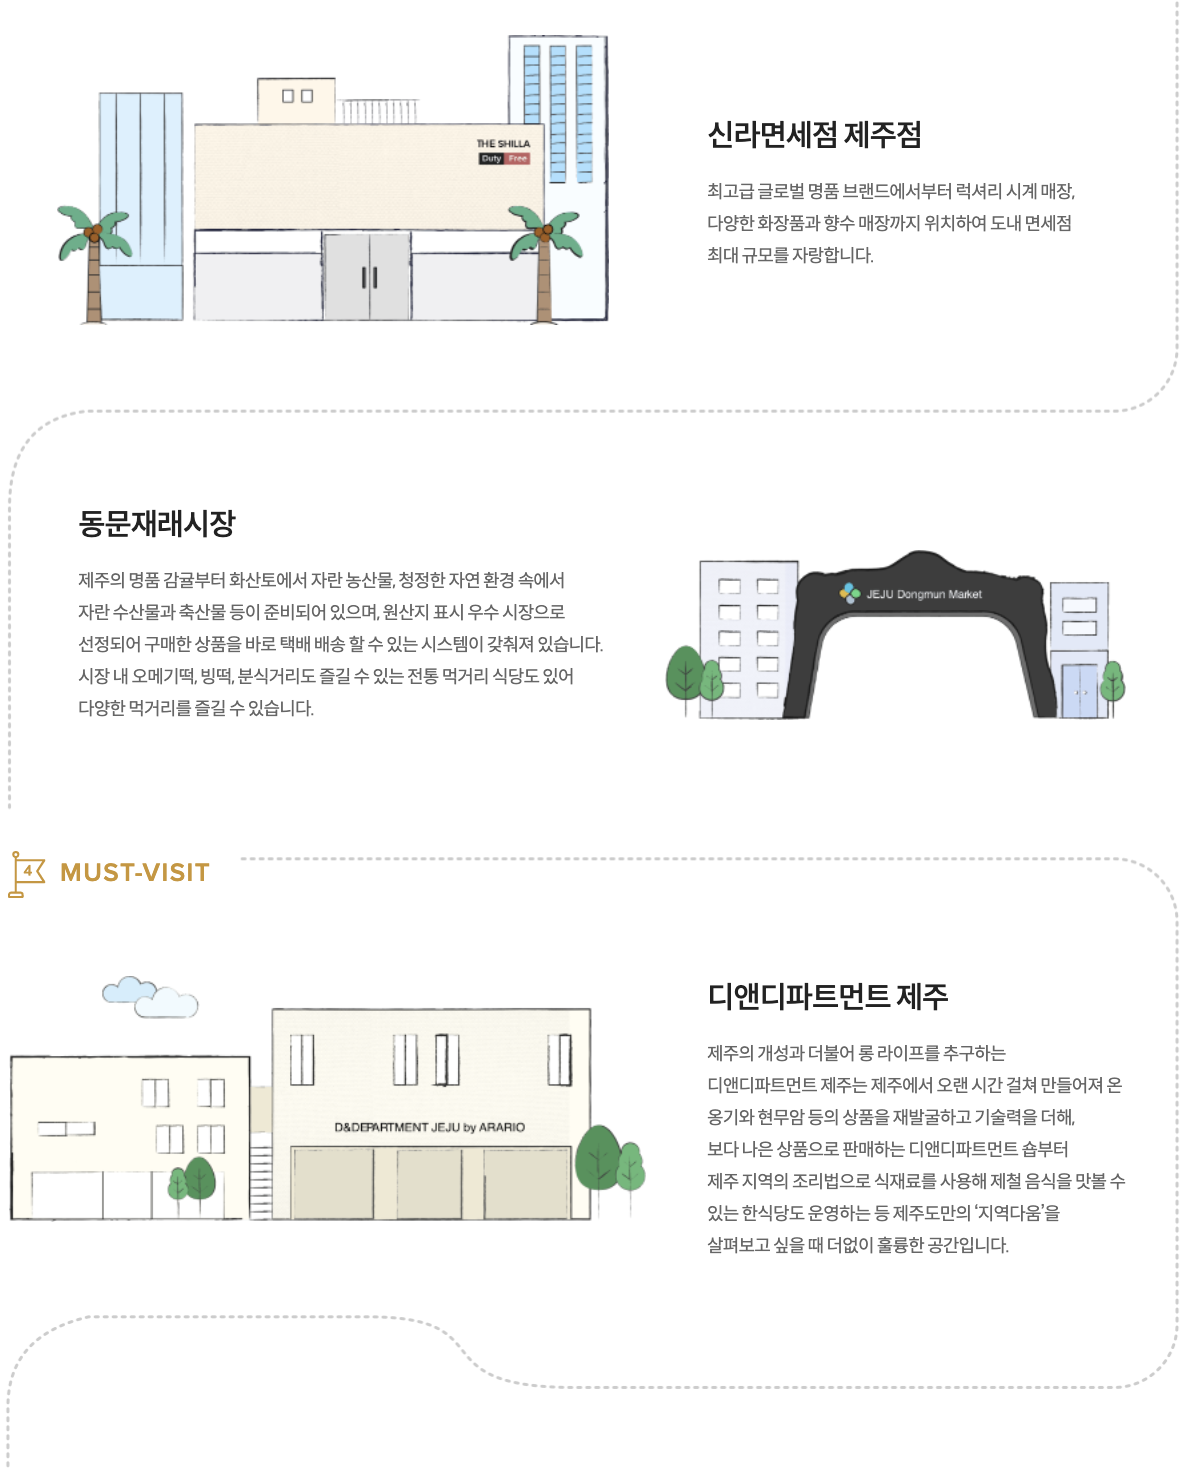 THE SHILLA
Duty Free
신라면세점 제주점
최고급 글로벌 명품 브랜드에서부터 럭셔리 시계 매장,
다양한 화장품과 향수 매장까지 위치하여 도내 면세점
최대 규모를 자랑합니다.
동문재래시장
제주의 명품 감귤부터 화산토에서 자란 농산물, 청정한 자연 환경 속에서
자란 수산물과 축산물 등이 준비되어 있으며, 원산지 표시 우수 시장으로
선정되어 구매한 상품을 바로 택배 배송 할 수 있는 시스템이 갖춰져 있습니다.
시장 내 오메기떡, 빙떡, 분식거리도 즐길 수 있는 전통 먹거리 식당도 있어
다양한 먹거리를 즐길 수 있습니다.
JEJU Dongmun Market
4 MUST-VISIT
D&DEPARTMENT JEJU by ARARIO
디앤디파트먼트 제주
제주의 개성과 더불어 롱 라이프를 추구하는
디앤디파트먼트 제주는 제주에서 오랜 시간 걸쳐 만들어져 온
옹기와 현무암 등의 상품을 재발굴하고 기술력을 더해,
보다 나은 상품으로 판매하는 디앤디파트먼트 숍부터
제주 지역의 조리법으로 식재료를 사용해 제철 음식을 맛볼 수
있는 한식당도 운영하는 등 제주도만의 ‘지역다움’을
살펴보고 싶을 때 더없이 훌륭한 공간입니다.